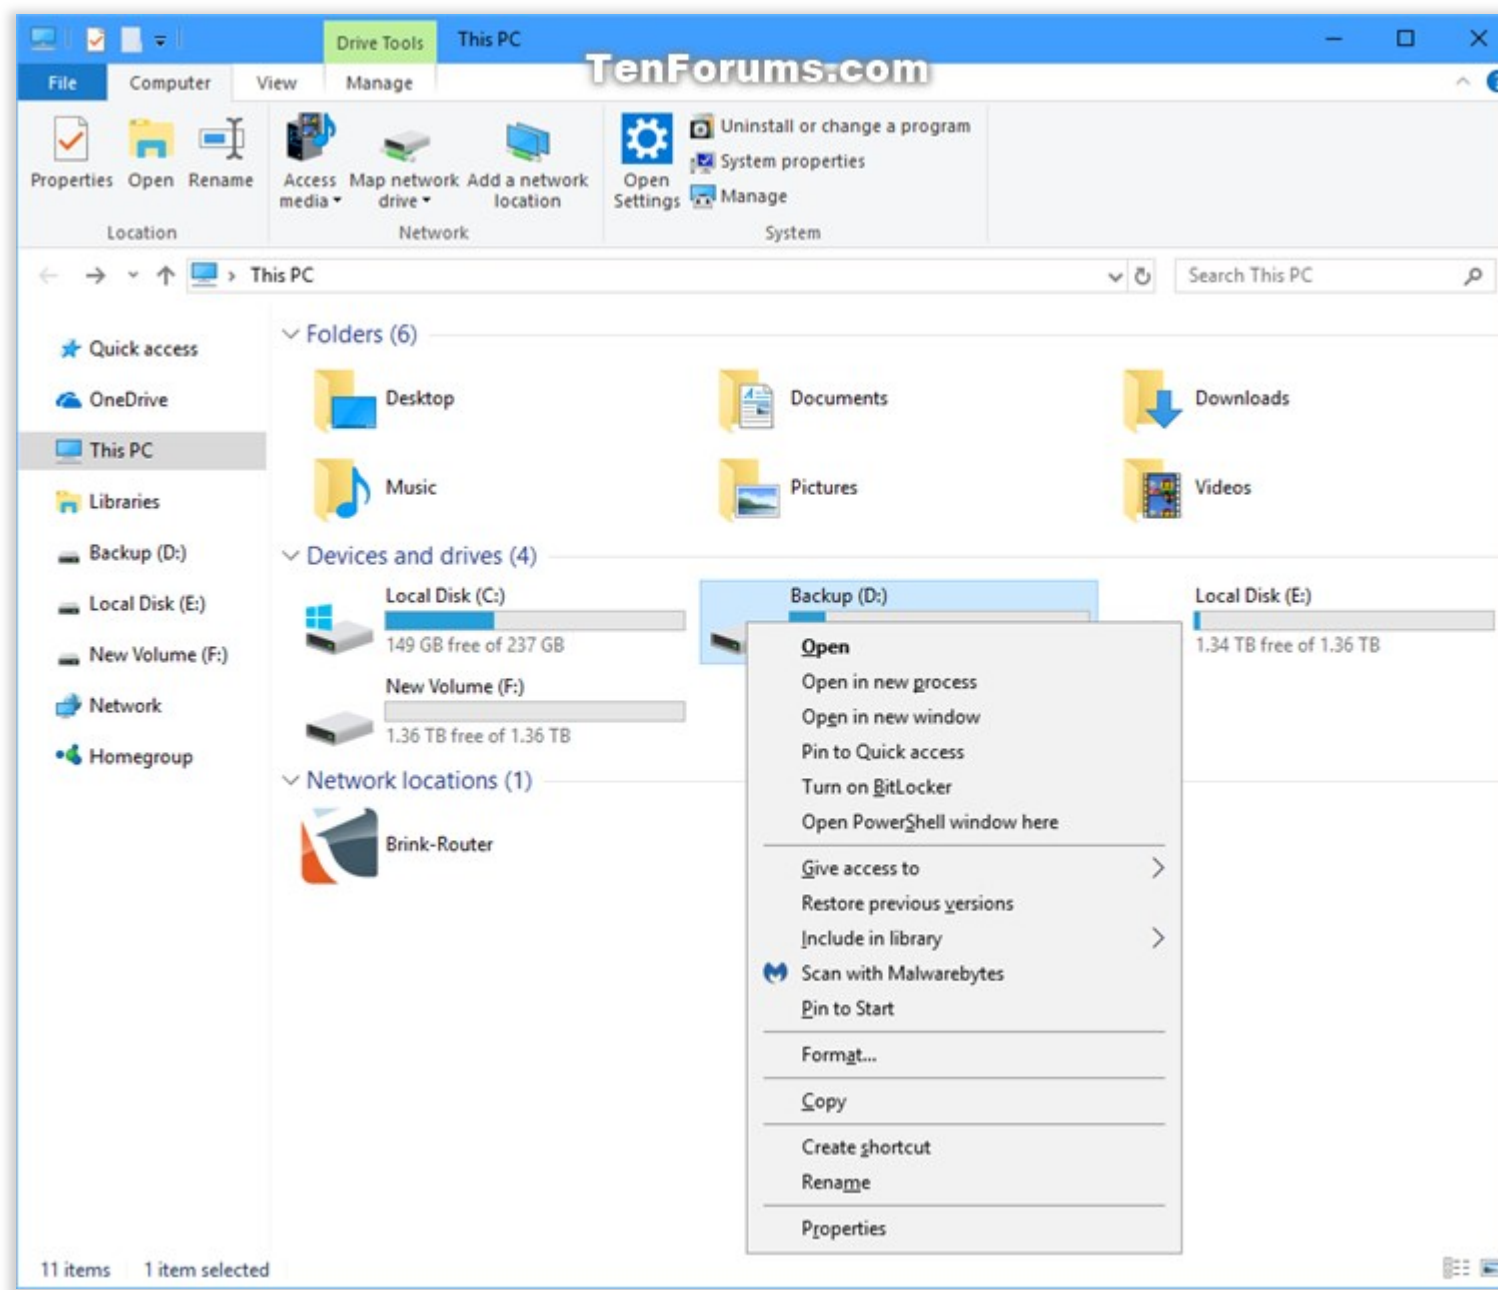 Drive Tools
This PC
TenForums.com
File
Computer
View
Manage
Properties
Open
Rename
Access media
Map network drive
Add a network location
Open Settings
Uninstall or change a program
System properties
Manage
Location
Network
System
This PC
Search This PC
Quick access
OneDrive
This PC
Libraries
Backup (D:)
Local Disk (E:)
New Volume (F:)
Network
Homegroup
Folders (6)
Desktop
Documents
Downloads
Music
Pictures
Videos
Devices and drives (4)
Local Disk (C:)
149 GB free of 237 GB
Backup (D:)
Local Disk (E:)
1.34 TB free of 1.36 TB
New Volume (F:)
1.36 TB free of 1.36 TB
Network locations (1)
Brink-Router
Open
Open in new process
Open in new window
Pin to Quick access
Turn on BitLocker
Open PowerShell window here
Give access to
Restore previous versions
Include in library
Scan with Malwarebytes
Pin to Start
Format...
Copy
Create shortcut
Rename
Properties
11 items
1 item selected